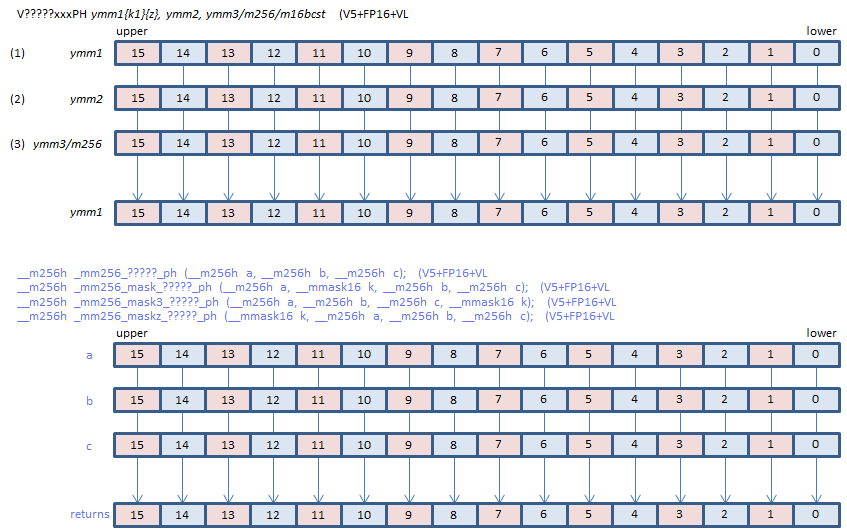 V?????xxxPH ymm1{k1}{z}, ymm2, ymm3/m256/m16bcst (V5+FP16+VL
upper lower
(1) ymm1 15 14 13 12 11 10 9 8 7 6 5 4 3 2 1 0
(2) ymm2 15 14 13 12 11 10 9 8 7 6 5 4 3 2 1 0
(3) ymm3/m256 15 14 13 12 11 10 9 8 7 6 5 4 3 2 1 0
ymm1 15 14 13 12 11 10 9 8 7 6 5 4 3 2 1 0
__m256h _mm256_?????_ph (__m256h a, __m256h b, __m256h c); (V5+FP16+VL
__m256h _mm256_mask_?????_ph (__m256h a, __mmask16 k, __m256h b, __m256h c); (V5+FP16+VL
__m256h _mm256_mask3_?????_ph (__m256h a, __m256h b, __m256h c, __mmask16 k); (V5+FP16+VL
__m256h _mm256_maskz_?????_ph (__mmask16 k, __m256h a, __m256h b, __m256h c); (V5+FP16+VL
upper lower
a 15 14 13 12 11 10 9 8 7 6 5 4 3 2 1 0
b 15 14 13 12 11 10 9 8 7 6 5 4 3 2 1 0
c 15 14 13 12 11 10 9 8 7 6 5 4 3 2 1 0
returns 15 14 13 12 11 10 9 8 7 6 5 4 3 2 1 0